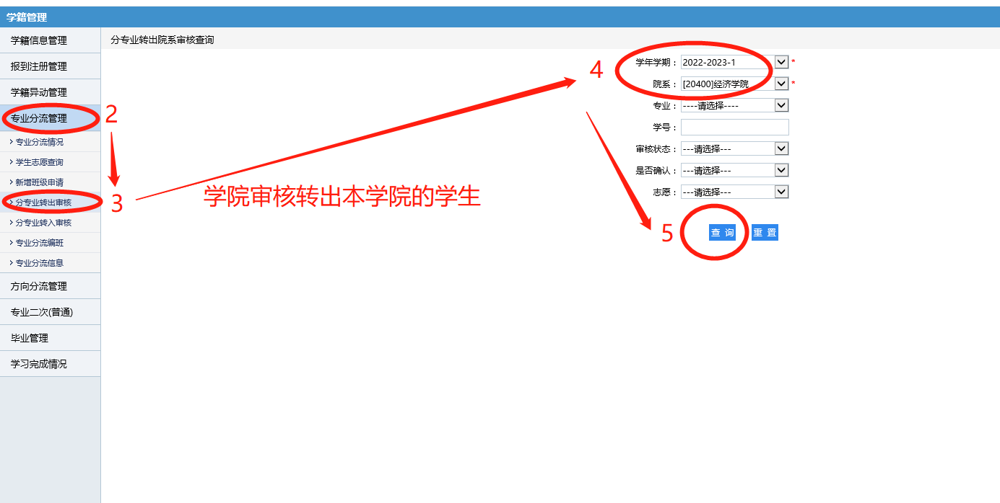 学籍管理
学籍信息管理
报到注册管理
学籍异动管理
专业分流管理
专业分流情况
学生志愿查询
新增班级申请
分专业转出审核
分专业转入审核
专业分流编班
专业分流信息
方向分流管理
专业二次(普通)
毕业管理
学习完成情况
2
3
分专业转出院系审核查询
学院审核转出本学院的学生
4
学年学期： 2022-2023-1 *
院系： [20400]经济学院 *
专业： ----请选择----
学号：
审核状态： ---请选择---
是否确认： ---请选择---
志愿： ---请选择---
5
查 询 重 置